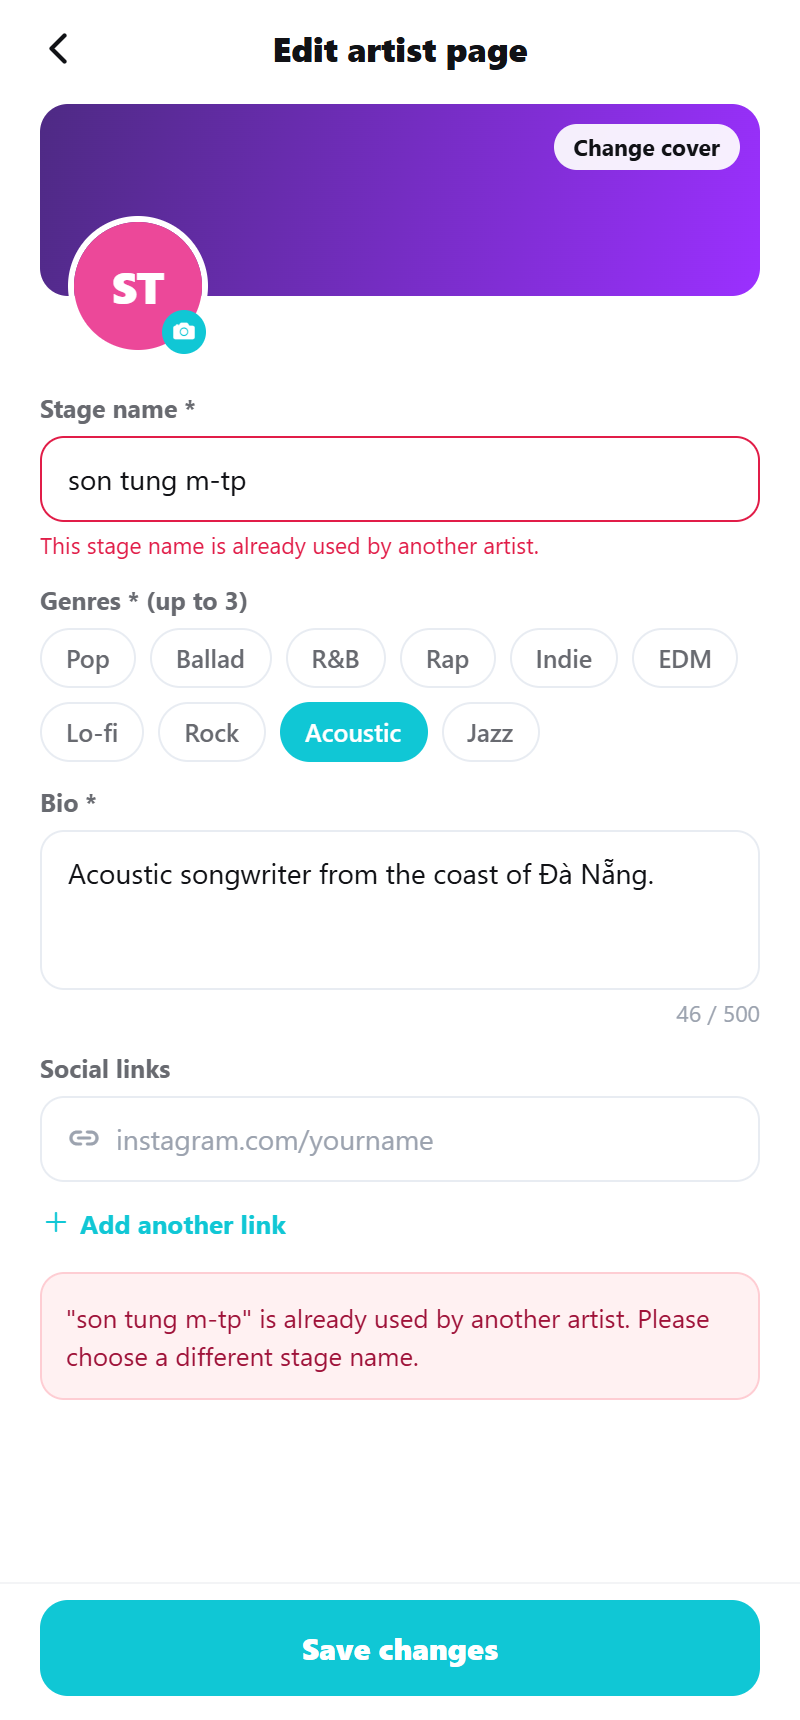 Edit artist page
Change cover
ST
Stage name *
son tung m-tp
This stage name is already used by another artist.
Genres * (up to 3)
Pop Ballad R&B Rap Indie EDM
Lo-fi Rock Acoustic Jazz
Bio *
Acoustic songwriter from the coast of Đà Nẵng.
46 / 500
Social links
instagram.com/yourname
+ Add another link
"son tung m-tp" is already used by another artist. Please
choose a different stage name.
Save changes